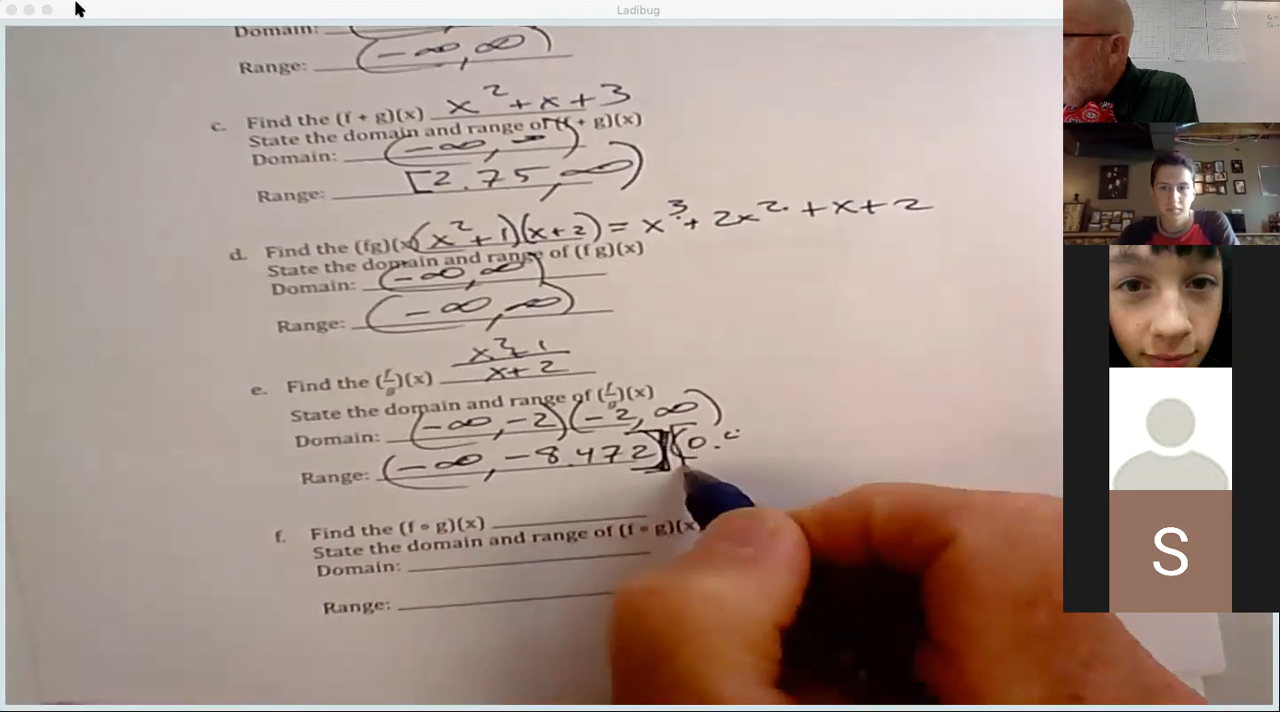 Ladibug
Domain:
Range: (-∞, ∞)
c. Find the (f + g)(x) x² + x + 3
State the domain and range of (f + g)(x)
Domain: (-∞, ∞)
Range: [2.75, ∞)
d. Find the (fg)(x) (x² + 1)(x + 2) = x³ + 2x² + x + 2
State the domain and range of (f g)(x)
Domain: (-∞, ∞)
Range: (-∞, ∞)
e. Find the (f/g)(x) x² + 1 / x + 2
State the domain and range of (f/g)(x)
Domain: (-∞, -2)(-2, ∞)
Range: (-∞, -8.472] [0.
f. Find the (f ∘ g)(x)
State the domain and range of (f ∘ g)(x
Domain:
Range:
S